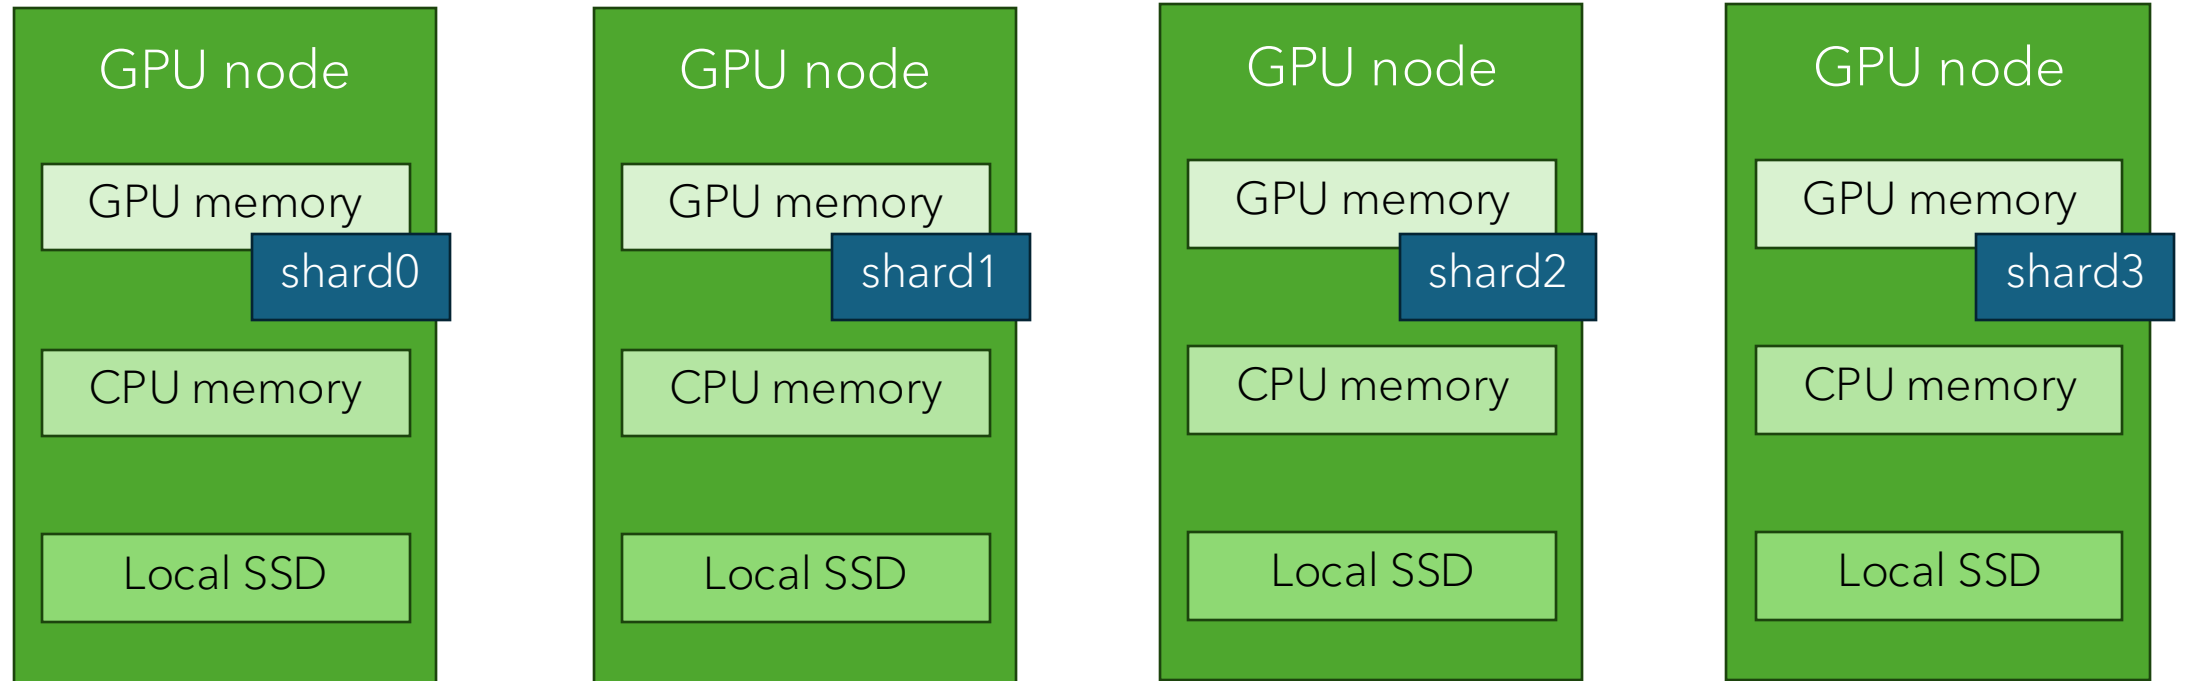 GPU node
GPU memory
shard0
CPU memory
Local SSD
GPU node
GPU memory
shard1
CPU memory
Local SSD
GPU node
GPU memory
shard2
CPU memory
Local SSD
GPU node
GPU memory
shard3
CPU memory
Local SSD